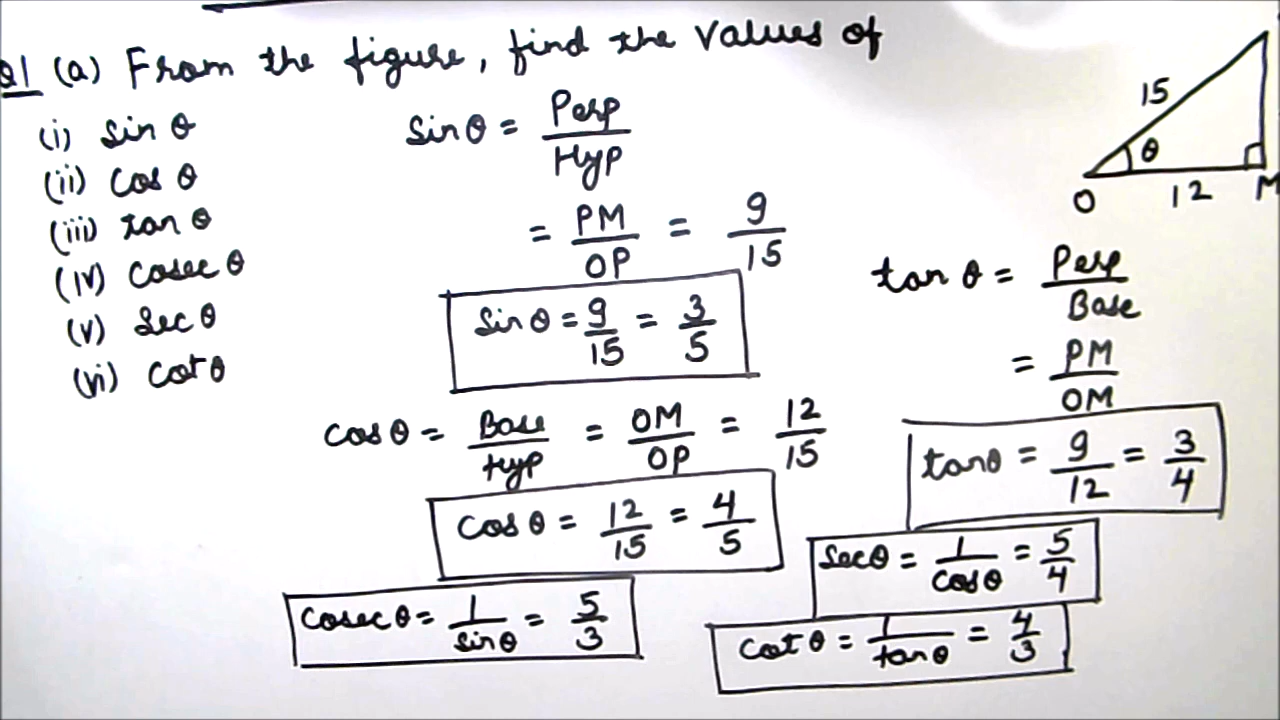 Q1 (a) From the figure, find the values of
(i) sin θ
(ii) cos θ
(iii) tan θ
(iv) cosec θ
(v) sec θ
(vi) cot θ
sin θ = Perp / Hyp
= PM / OP = 9 / 15
sin θ = 9 / 15 = 3 / 5
cos θ = Base / Hyp = OM / OP = 12 / 15
cos θ = 12 / 15 = 4 / 5
cosec θ = 1 / sin θ = 5 / 3
15
θ
O 12 M
tan θ = Perp / Base
= PM / OM
tan θ = 9 / 12 = 3 / 4
sec θ = 1 / cos θ = 5 / 4
cot θ = 1 / tan θ = 4 / 3